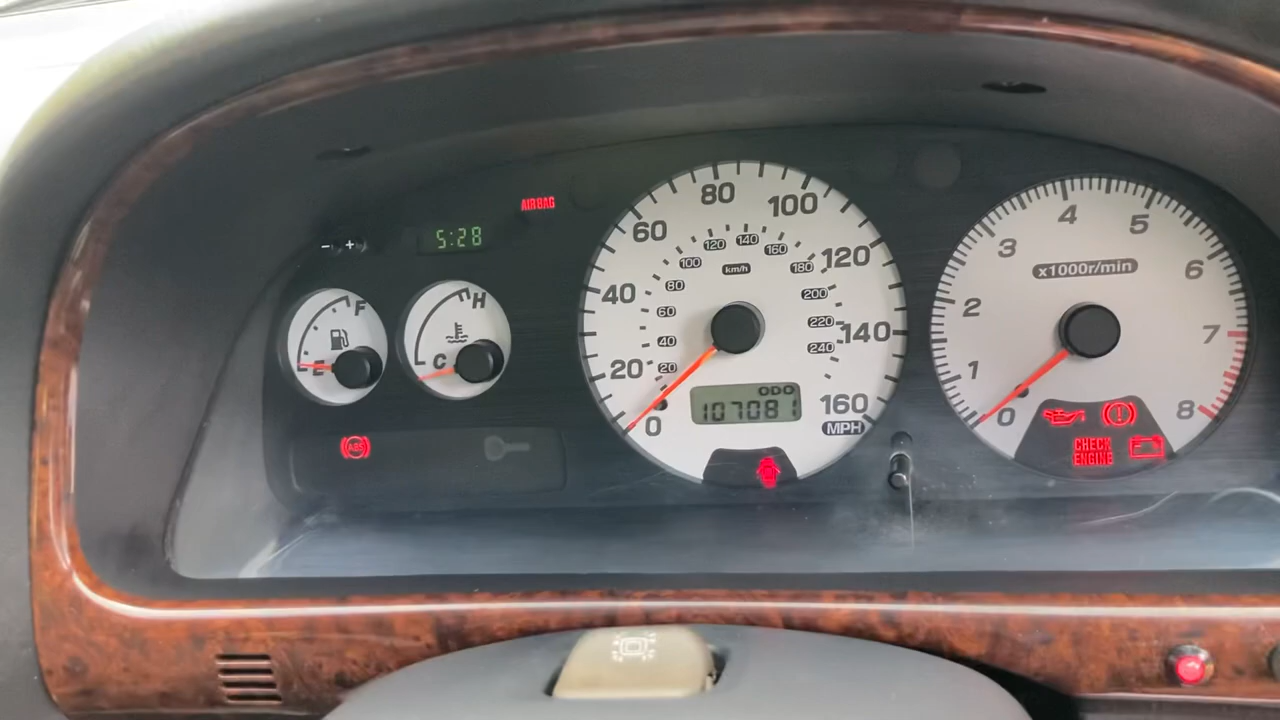 AIRBAG
- +
5:28
F
E
H
C
ABS
80
100
60
120
40
140
20
160
0
MPH
120 140 160
100 180
km/h
80 200
60 220
40 240
20
ODO
107081
4
5
3
6
x1000r/min
2
7
1
8
0
CHECK
ENGINE